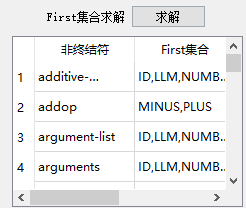 First集合求解 求解
非终结符 First集合
1 additive-... ID,LLM,NUMB...
2 addop MINUS,PLUS
3 argument-list ID,LLM,NUMB...
4 arguments ID,LLM,NUMB...